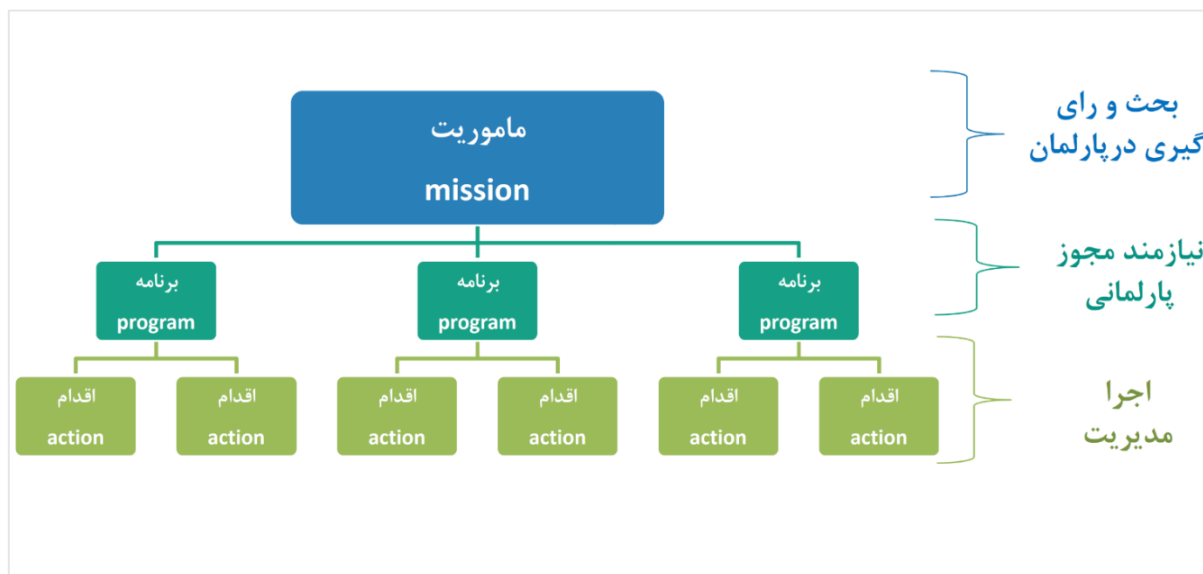 ماموریت
mission
بحث و رای
گیری درپارلمان
برنامه
program
برنامه
program
برنامه
program
نیازمند مجوز
پارلمانی
اقدام
action
اقدام
action
اقدام
action
اقدام
action
اقدام
action
اقدام
action
اجرا
مدیریت